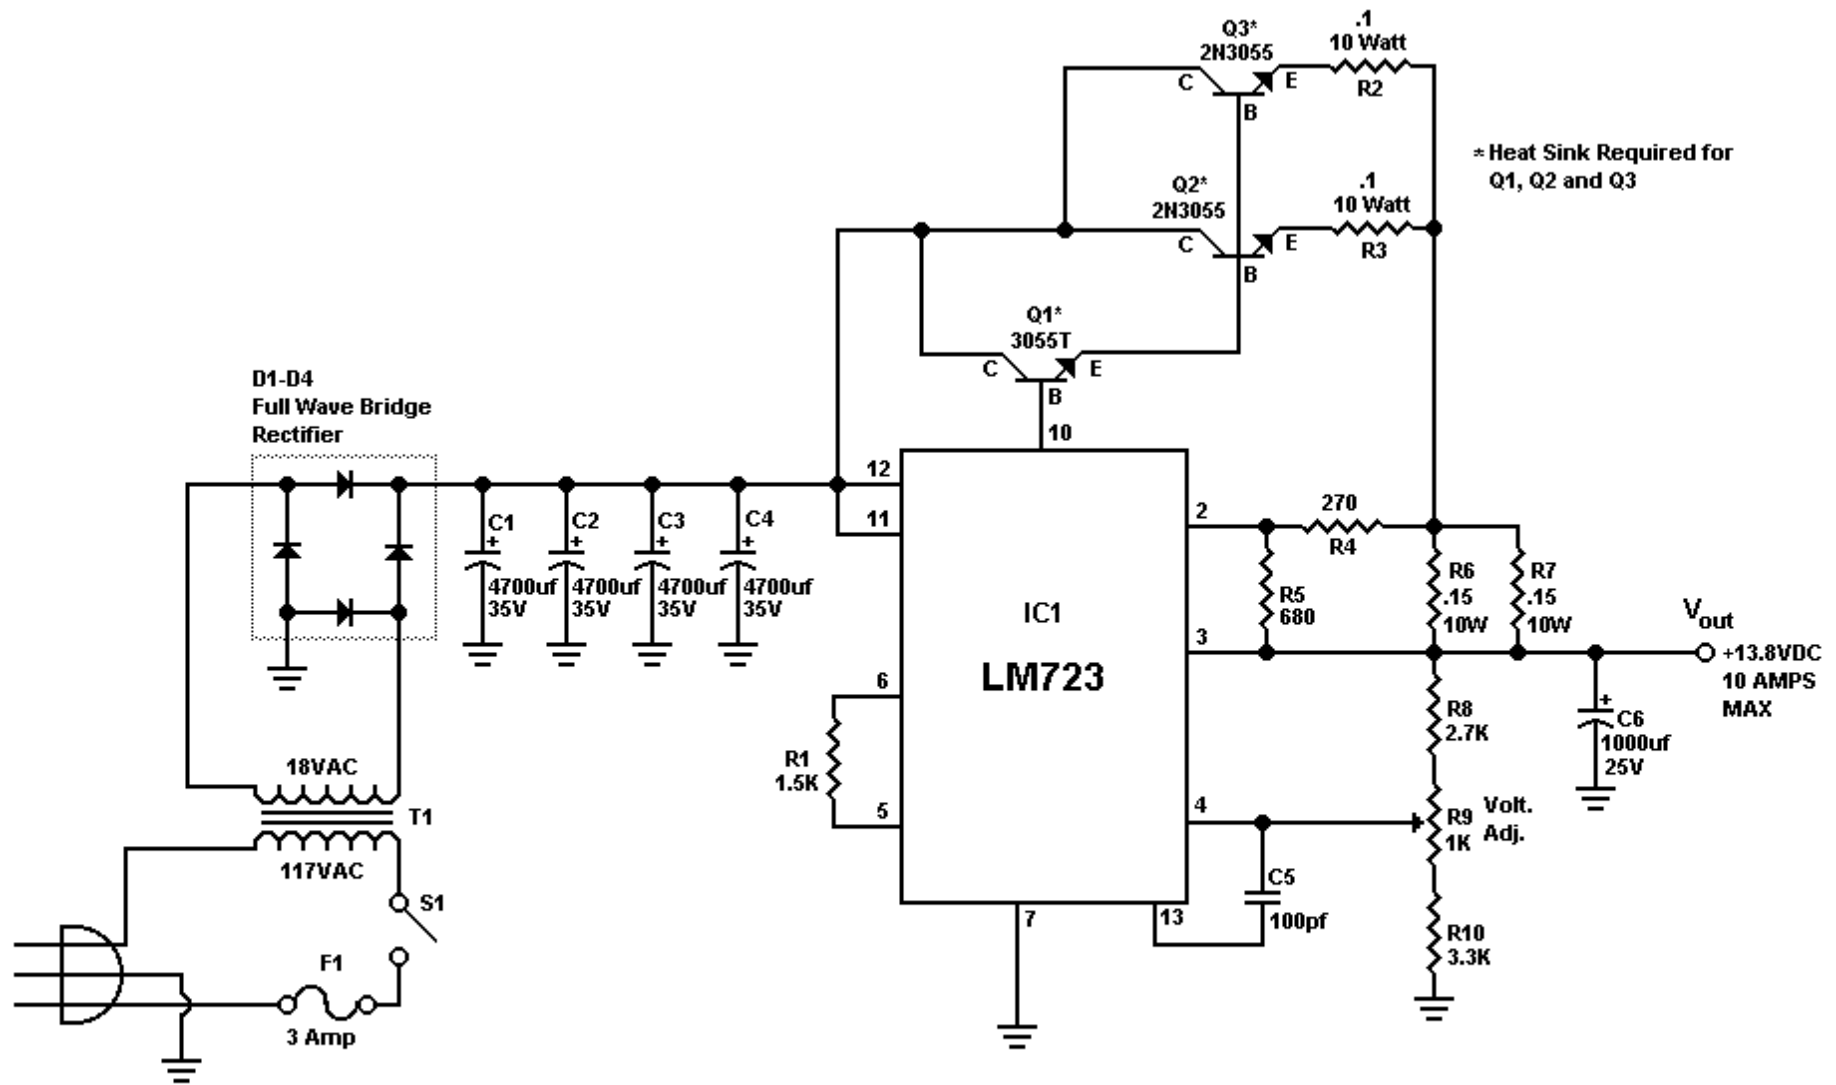 Q3*
2N3055
C
B
E
.1
10 Watt
R2
* Heat Sink Required for
Q1, Q2 and Q3
Q2*
2N3055
C
B
E
.1
10 Watt
R3
Q1*
3055T
C
B
E
D1-D4
Full Wave Bridge
Rectifier
C1
4700uf
35V
C2
4700uf
35V
C3
4700uf
35V
C4
4700uf
35V
+
+
+
+
10
12
11
2
3
6
5
4
7
13
IC1
LM723
270
R4
R5
680
R6
.15
10W
R7
.15
10W
Vout
+13.8VDC
10 AMPS
MAX
R1
1.5K
R8
2.7K
+
C6
1000uf
25V
R9
1K
Volt.
Adj.
C5
100pf
R10
3.3K
18VAC
T1
117VAC
S1
F1
3 Amp